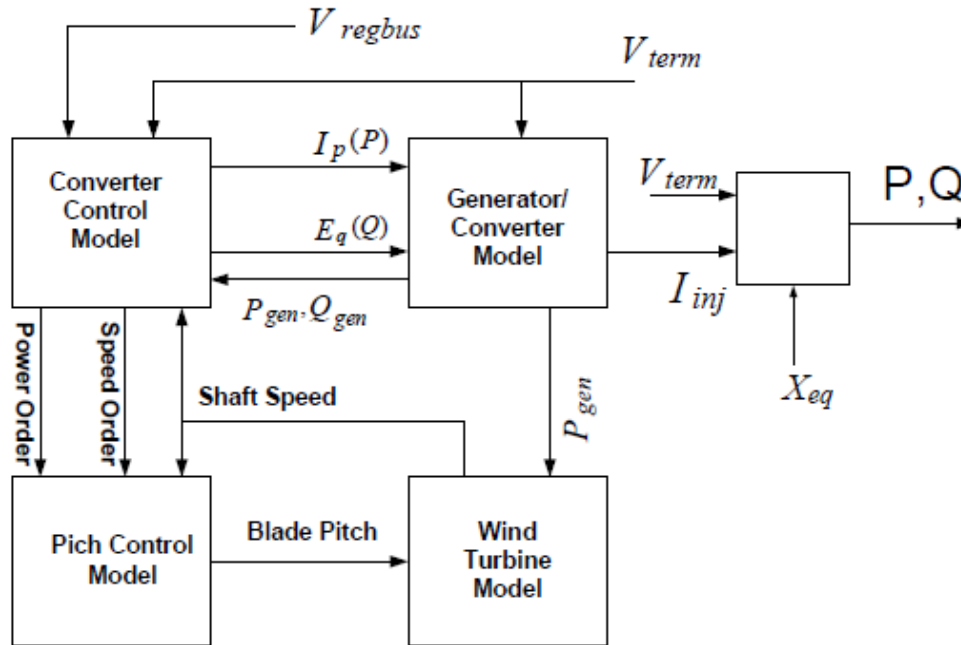 V regbus
V term
Converter
Control
Model
I p (P)
E q (Q)
P gen, Q gen
Generator/
Converter
Model
V term
I inj
P,Q
X eq
Power Order
Speed Order
Shaft Speed
P gen
Pich Control
Model
Blade Pitch
Wind
Turbine
Model